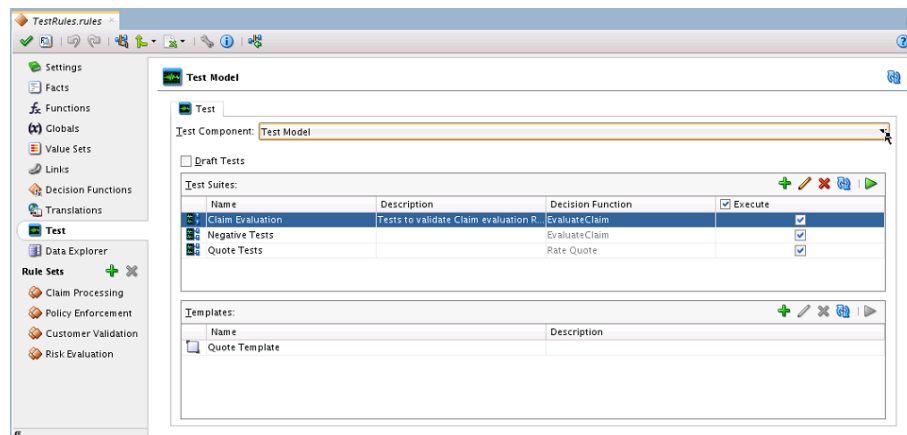 TestRules.rules
Settings
Facts
Functions
Globals
Value Sets
Links
Decision Functions
Translations
Test
Data Explorer
Rule Sets
Claim Processing
Policy Enforcement
Customer Validation
Risk Evaluation
Test Model
Test
Test Component: Test Model
Draft Tests
Test Suites:
Name Description Decision Function Execute
Claim Evaluation Tests to validate Claim evaluation R... EvaluateClaim
Negative Tests EvaluateClaim
Quote Tests Rate Quote
Templates:
Name Description
Quote Template